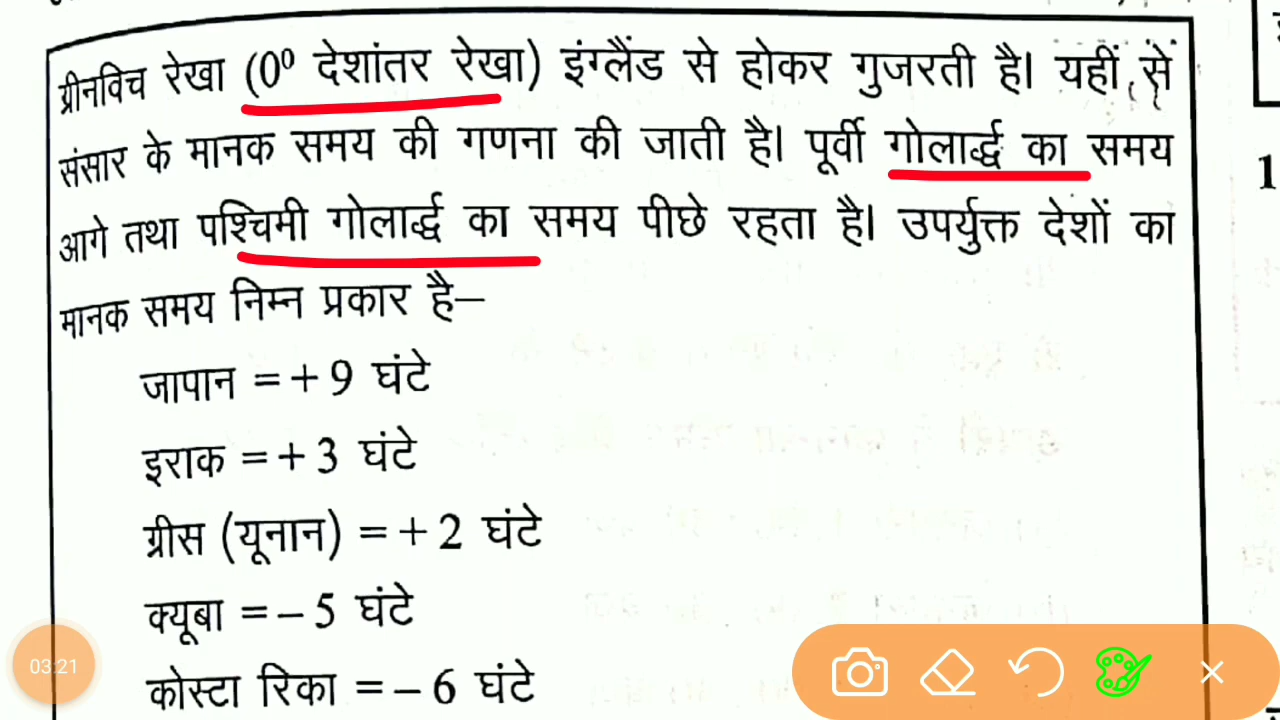 ग्रीनविच रेखा (0⁰ देशांतर रेखा) इंग्लैंड से होकर गुजरती है। यहीं से
संसार के मानक समय की गणना की जाती है। पूर्वी गोलार्द्ध का समय
आगे तथा पश्चिमी गोलार्द्ध का समय पीछे रहता है। उपर्युक्त देशों का
मानक समय निम्न प्रकार है–
जापान = + 9 घंटे
इराक = + 3 घंटे
ग्रीस (यूनान) = + 2 घंटे
क्यूबा = – 5 घंटे
कोस्टा रिका = – 6 घंटे
1
03:21